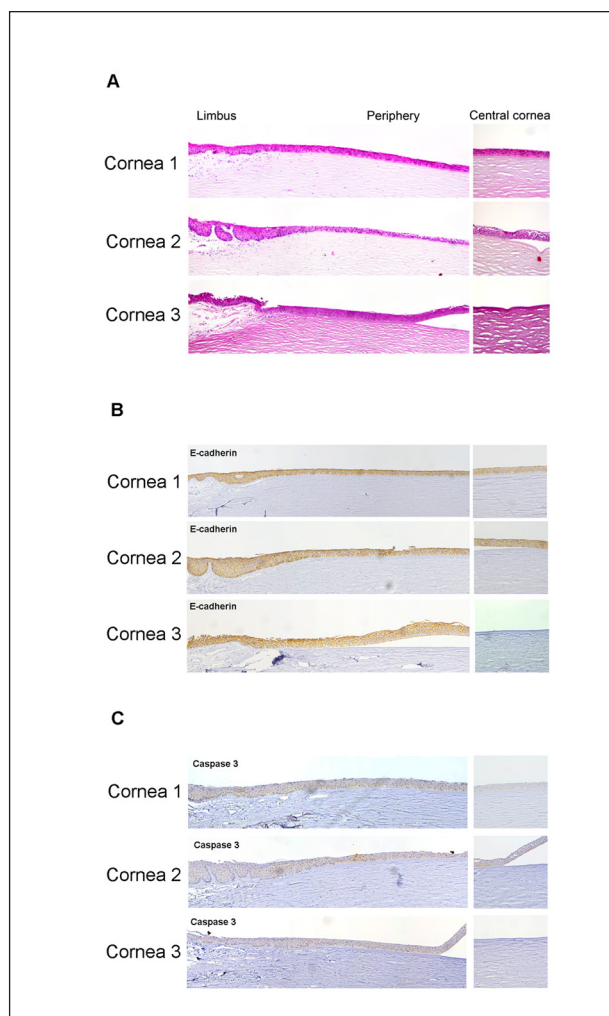 A
Limbus Periphery Central cornea
Cornea 1
Cornea 2
Cornea 3
B
E-cadherin
Cornea 1
E-cadherin
Cornea 2
E-cadherin
Cornea 3
C
Caspase 3
Cornea 1
Caspase 3
Cornea 2
Caspase 3
Cornea 3